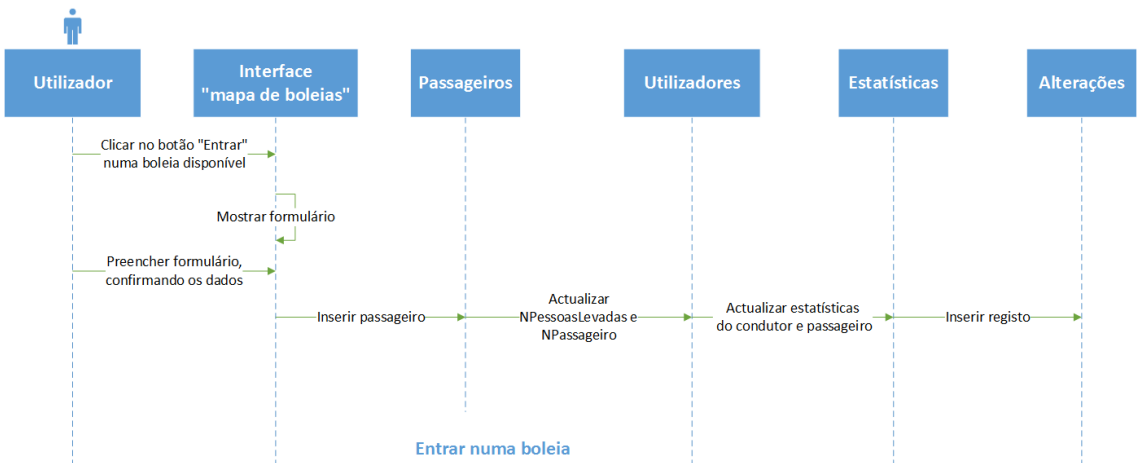 Utilizador
Interface
"mapa de boleias"
Passageiros
Utilizadores
Estatísticas
Alterações
Clicar no botão "Entrar"
numa boleia disponível
Mostrar formulário
Preencher formulário,
confirmando os dados
Inserir passageiro
Actualizar
NPessoasLevadas e
NPassageiro
Actualizar estatísticas
do condutor e passageiro
Inserir registo
Entrar numa boleia